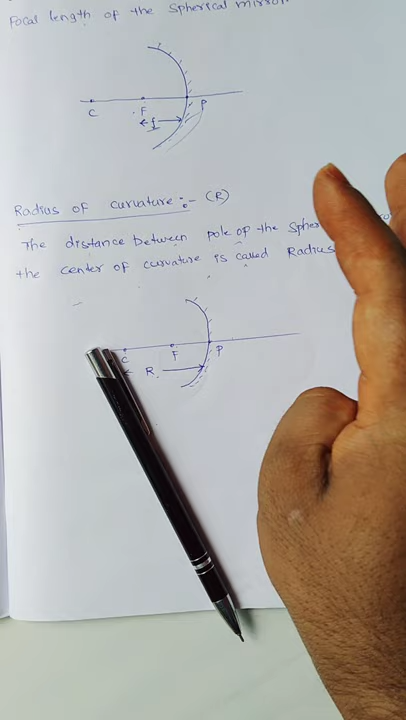 Focal length of the Spherical mirror
C F P
f
Radius of curvature :- (R)
The distance between pole of the
the center of curvature is called Radius
C F P
R